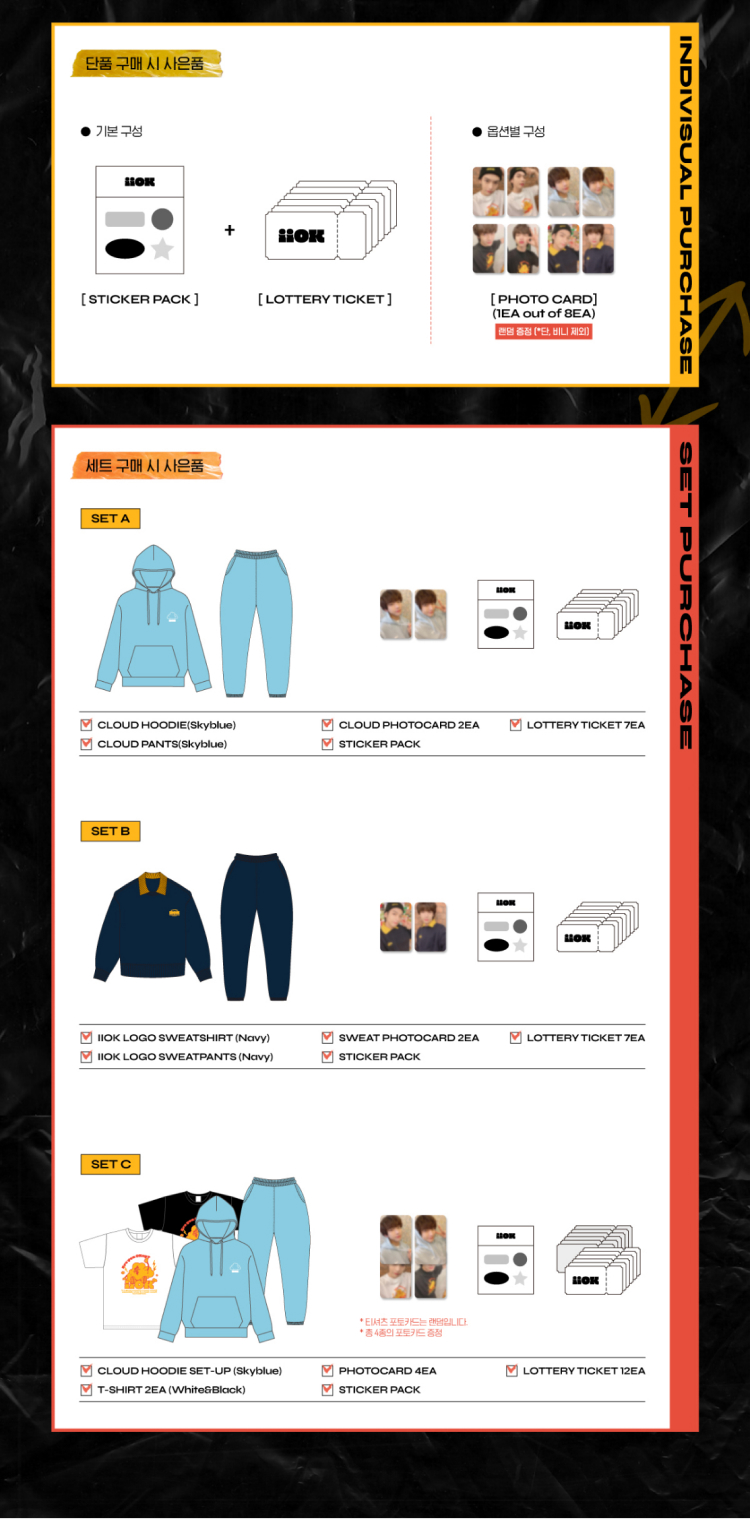 단품 구매 시 사은품
INDIVISUAL PURCHASE
● 기본 구성
● 옵션별 구성
iiOK
+
iiOK
[ STICKER PACK ]
[ LOTTERY TICKET ]
[ PHOTO CARD]
(1EA out of 8EA)
랜덤 증정 (*단, 비니 제외)
세트 구매 시 사은품
SET PURCHASE
SET A
iiOK
iiOK
CLOUD HOODIE(Skyblue)
CLOUD PHOTOCARD 2EA
LOTTERY TICKET 7EA
CLOUD PANTS(Skyblue)
STICKER PACK
SET B
iiOK
iiOK
IIOK LOGO SWEATSHIRT (Navy)
SWEAT PHOTOCARD 2EA
LOTTERY TICKET 7EA
IIOK LOGO SWEATPANTS (Navy)
STICKER PACK
SET C
iiOK
iiOK
* 티셔츠 포토카드는 랜덤입니다.
* 총 4종의 포토카드 증정
CLOUD HOODIE SET-UP (Skyblue)
PHOTOCARD 4EA
LOTTERY TICKET 12EA
T-SHIRT 2EA (White&Black)
STICKER PACK